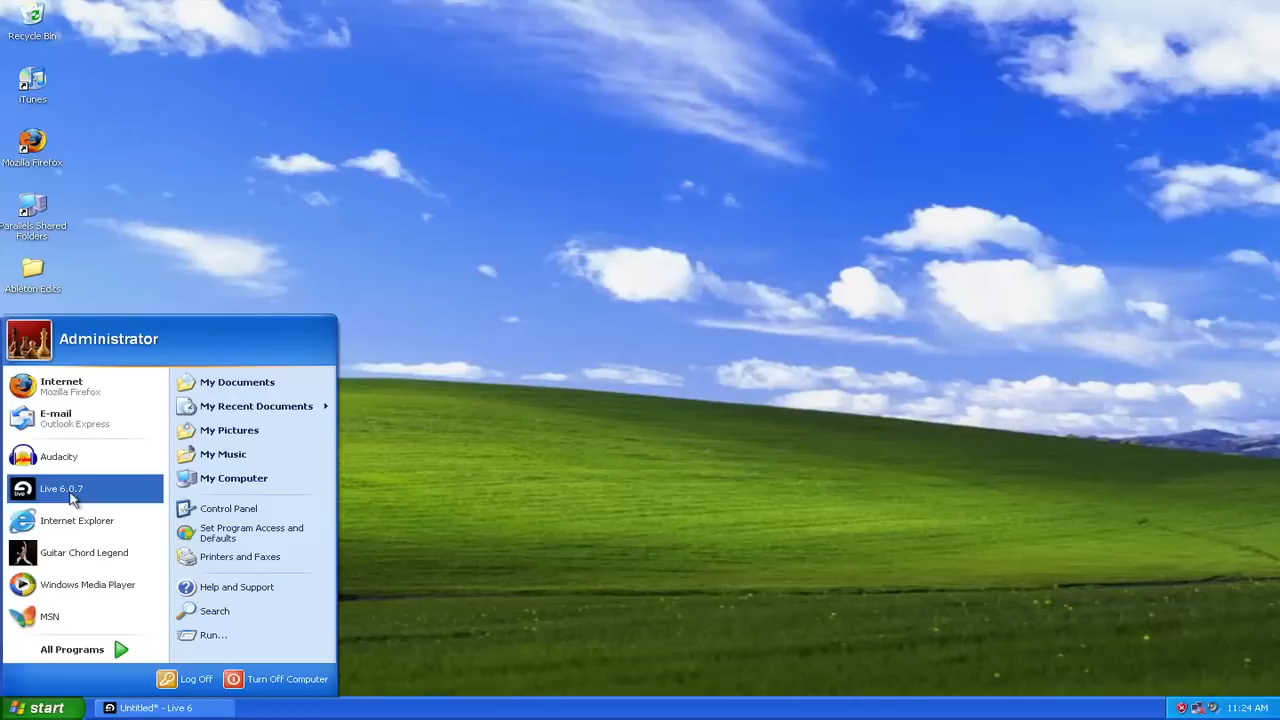 Recycle Bin
iTunes
Mozilla Firefox
Parallels Shared
Folders
Ableton Edits
Administrator
Internet
Mozilla Firefox
E-mail
Outlook Express
Audacity
Live 6.0.7
Internet Explorer
Guitar Chord Legend
Windows Media Player
MSN
All Programs
My Documents
My Recent Documents
My Pictures
My Music
My Computer
Control Panel
Set Program Access and
Defaults
Printers and Faxes
Help and Support
Search
Run...
Log Off
Turn Off Computer
start
Untitled* - Live 6
11:24 AM